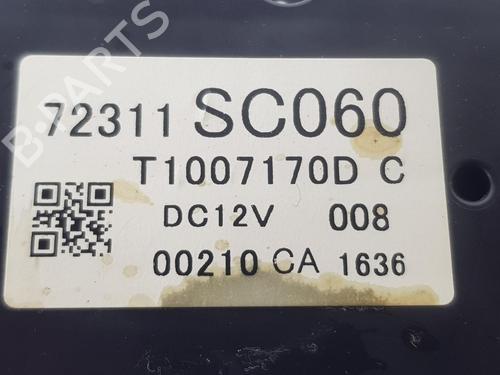 B-PARTS
72311 SC060
T1007170D C
DC12V 008
00210 CA 1636